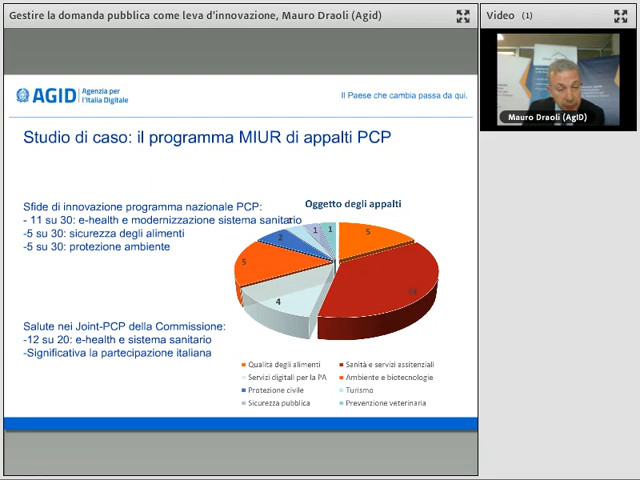 Gestire la domanda pubblica come leva d'innovazione, Mauro Draoli (Agid)
Video (1)
Mauro Draoli (AgID)
AGID Agenzia per l'Italia Digitale
Il Paese che cambia passa da qui.
Studio di caso: il programma MIUR di appalti PCP
Sfide di innovazione programma nazionale PCP:
- 11 su 30: e-health e modernizzazione sistema sanitario
-5 su 30: sicurezza degli alimenti
-5 su 30: protezione ambiente
Salute nei Joint-PCP della Commissione:
-12 su 20: e-health e sistema sanitario
-Significativa la partecipazione italiana
Oggetto degli appalti
5
4
5
2
1
1
Qualità degli alimenti
Sanità e servizi assitenziali
Servizi digitali per la PA
Ambiente e biotecnologie
Protezione civile
Turismo
Sicurezza pubblica
Prevenzione veterinaria